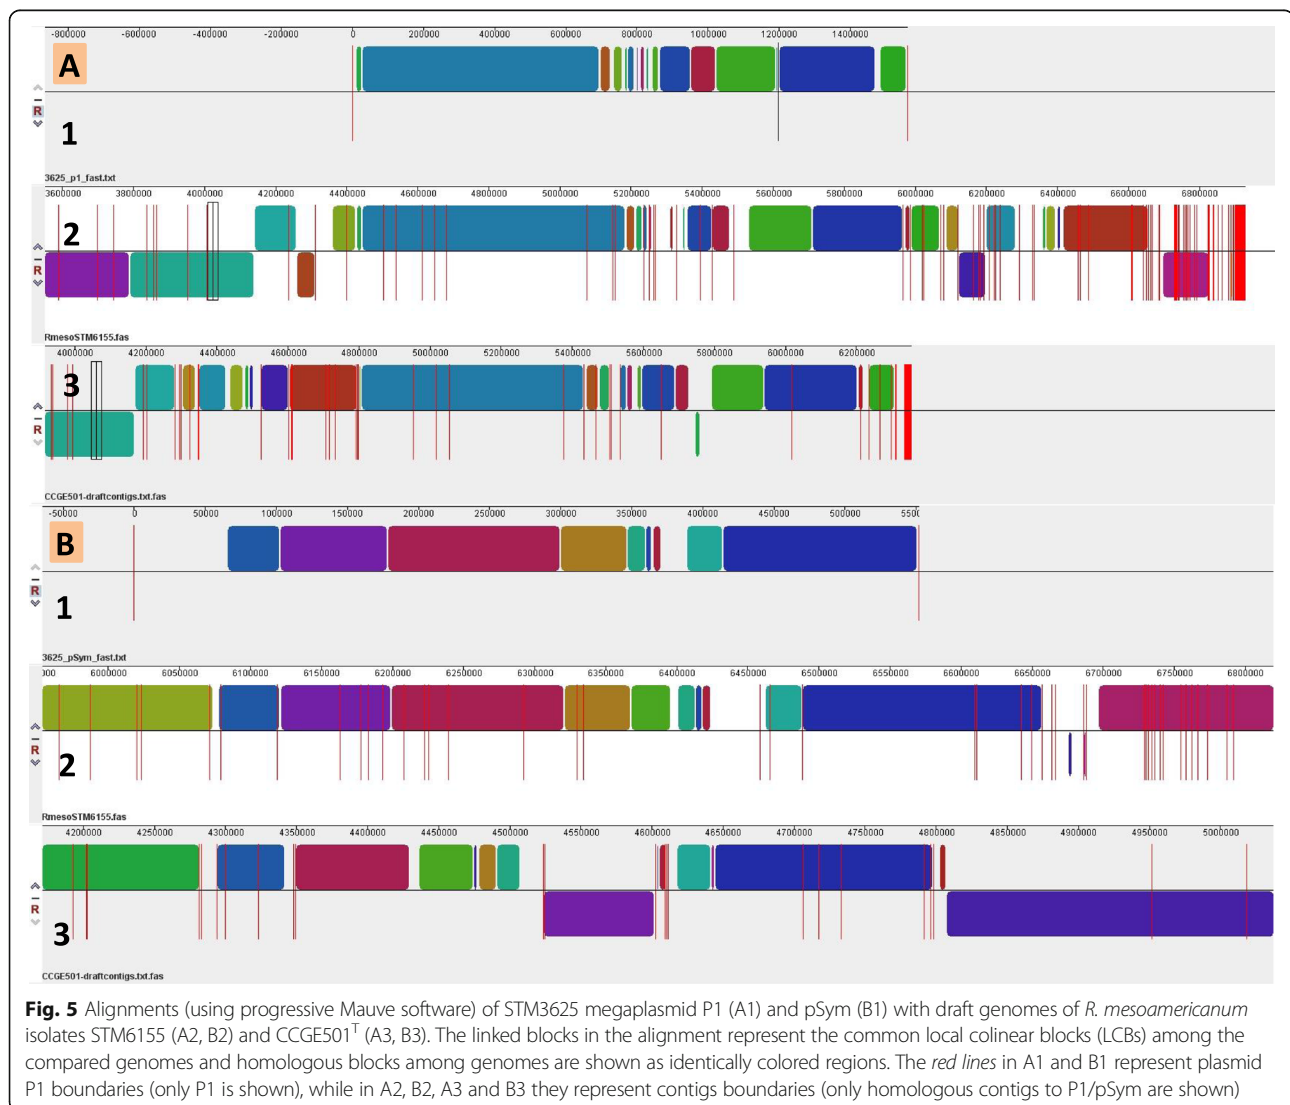 -800000 -600000 -400000 -200000 0 200000 400000 600000 800000 1000000 1200000 1400000
A
R
1
3625_p1_fast.txt
3600000 3800000 4000000 4200000 4400000 4600000 4800000 5000000 5200000 5400000 5600000 5800000 6000000 6200000 6400000 6600000 6800000
2
R
RmesoSTM6155.fas
4000000 4200000 4400000 4600000 4800000 5000000 5200000 5400000 5600000 5800000 6000000 6200000
3
R
CCGE501-draftcontigs.txt.fas
-50000 0 50000 100000 150000 200000 250000 300000 350000 400000 450000 500000 5500
B
R
1
3625_pSym_fast.txt
000 6000000 6050000 6100000 6150000 6200000 6250000 6300000 6350000 6400000 6450000 6500000 6550000 6600000 6650000 6700000 6750000 6800000
R
2
RmesoSTM6155.fas
4200000 4250000 4300000 4350000 4400000 4450000 4500000 4550000 4600000 4650000 4700000 4750000 4800000 4850000 4900000 4950000 5000000
R
3
CCGE501-draftcontigs.txt.fas
Fig. 5 Alignments (using progressive Mauve software) of STM3625 megaplasmid P1 (A1) and pSym (B1) with draft genomes of R. mesoamericanum
isolates STM6155 (A2, B2) and CCGE501T (A3, B3). The linked blocks in the alignment represent the common local colinear blocks (LCBs) among the
compared genomes and homologous blocks among genomes are shown as identically colored regions. The red lines in A1 and B1 represent plasmid
P1 boundaries (only P1 is shown), while in A2, B2, A3 and B3 they represent contigs boundaries (only homologous contigs to P1/pSym are shown)